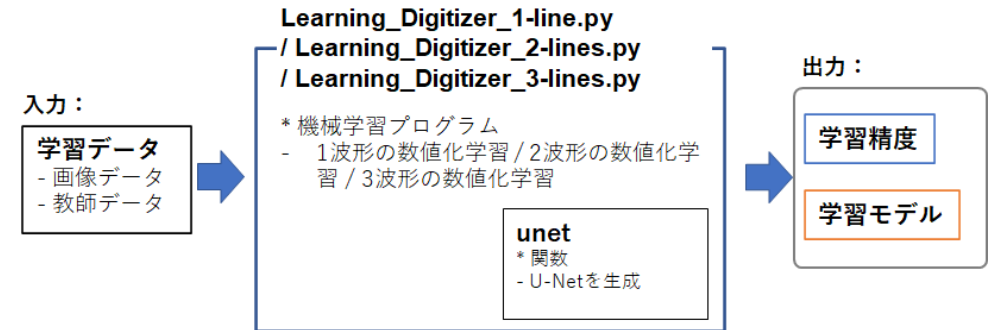 Learning_Digitizer_1-line.py
/ Learning_Digitizer_2-lines.py
/ Learning_Digitizer_3-lines.py
入力：
学習データ
- 画像データ
- 教師データ
* 機械学習プログラム
- 1波形の数値化学習 / 2波形の数値化学
習 / 3波形の数値化学習
unet
* 関数
- U-Netを生成
出力：
学習精度
学習モデル